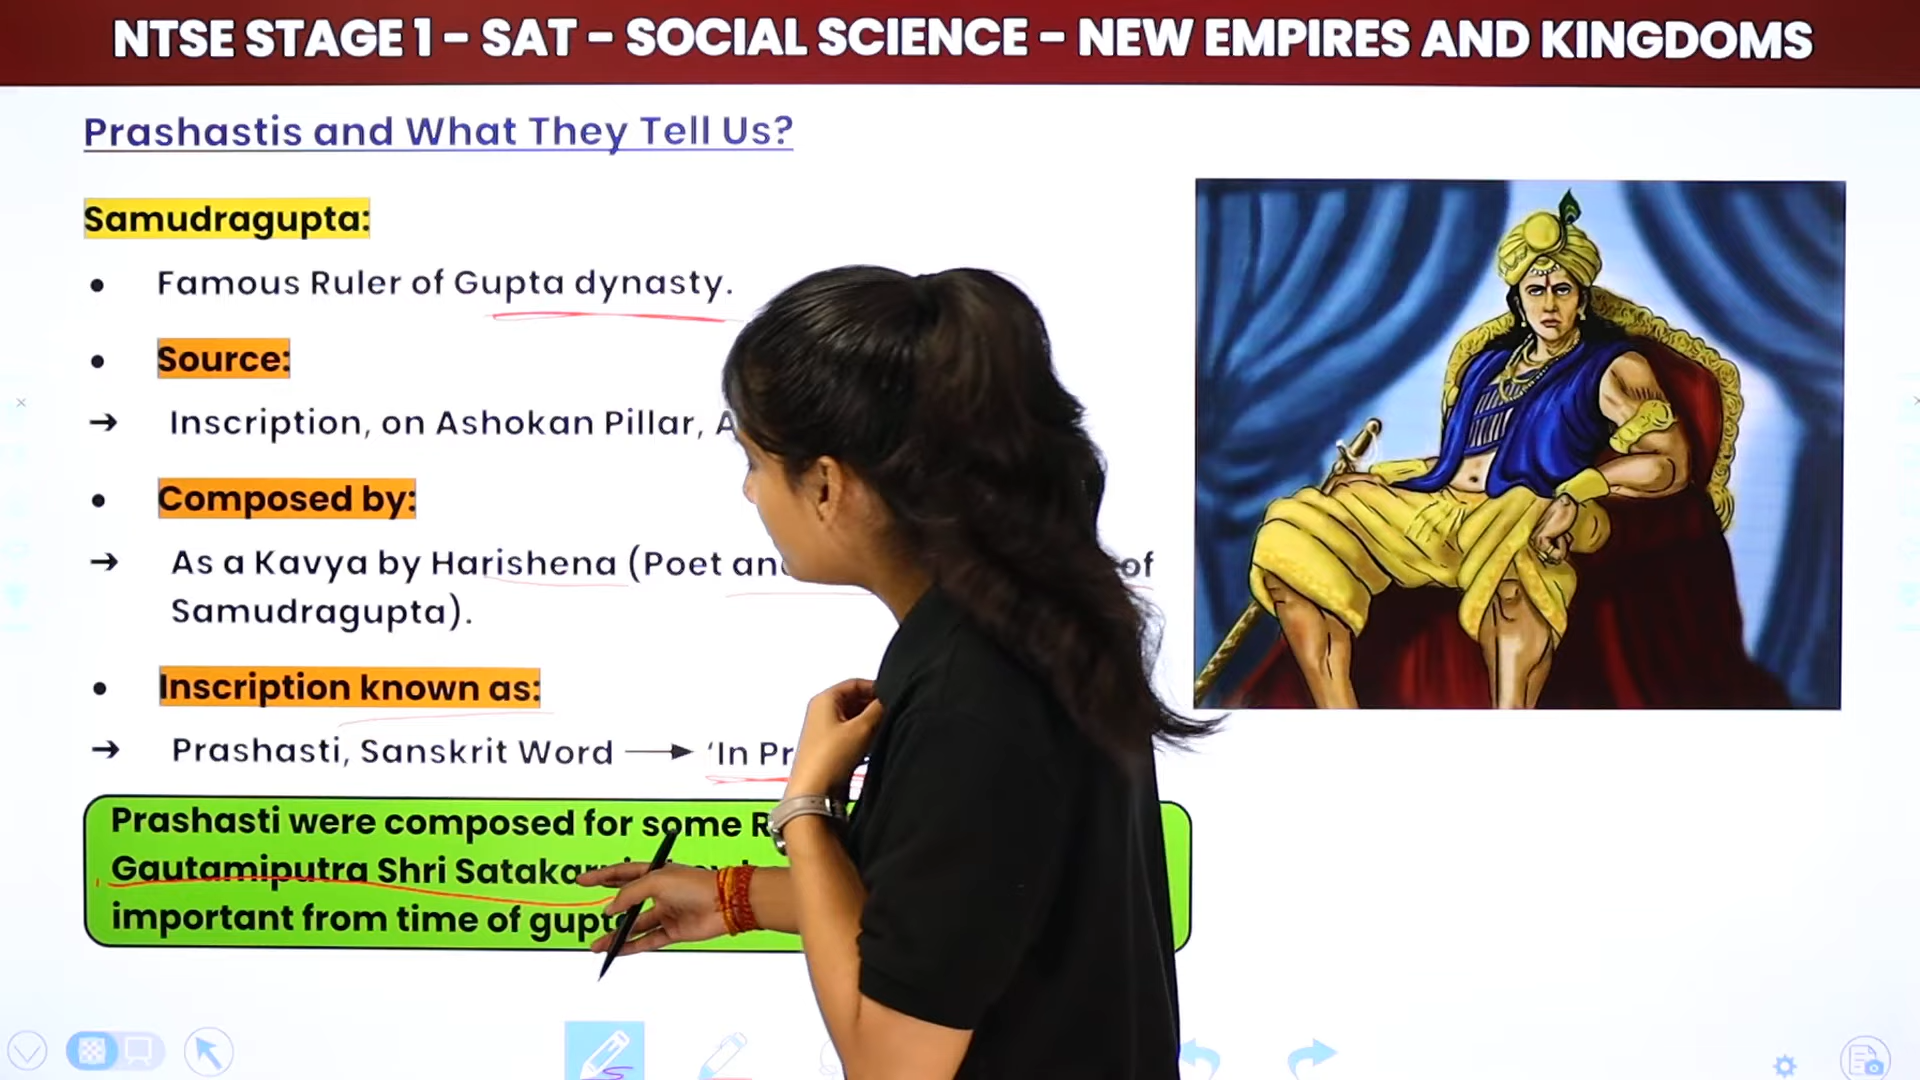 NTSE STAGE 1 - SAT - SOCIAL SCIENCE - NEW EMPIRES AND KINGDOMS
Prashastis and What They Tell Us?
Samudragupta:
• Famous Ruler of Gupta dynasty.
• Source:
→ Inscription, on Ashokan Pillar,
• Composed by:
→ As a Kavya by Harishena (Poet of
Samudragupta).
• Inscription known as:
→ Prashasti, Sanskrit Word → 'In
Prashasti were composed for some
Gautamiputra Shri
important from time of